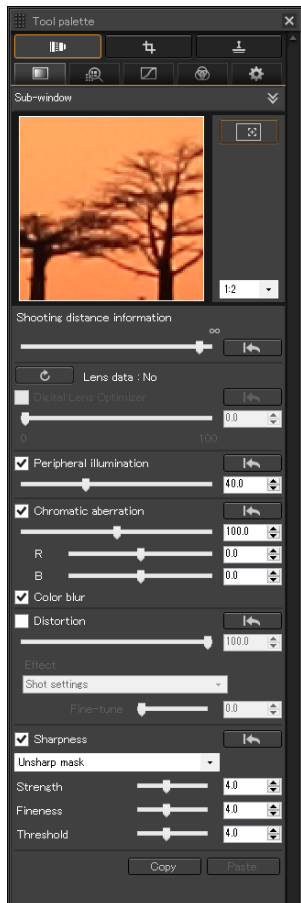 Tool palette
Sub-window
1:2
Shooting distance information
∞
Lens data : No
Digital Lens Optimizer
0.0
0 100
Peripheral illumination
40.0
Chromatic aberration
100.0
R 0.0
B 0.0
Color blur
Distortion
100.0
Effect
Shot settings
Fine-tune 0.0
Sharpness
Unsharp mask
Strength 4.0
Fineness 4.0
Threshold 4.0
Copy Paste